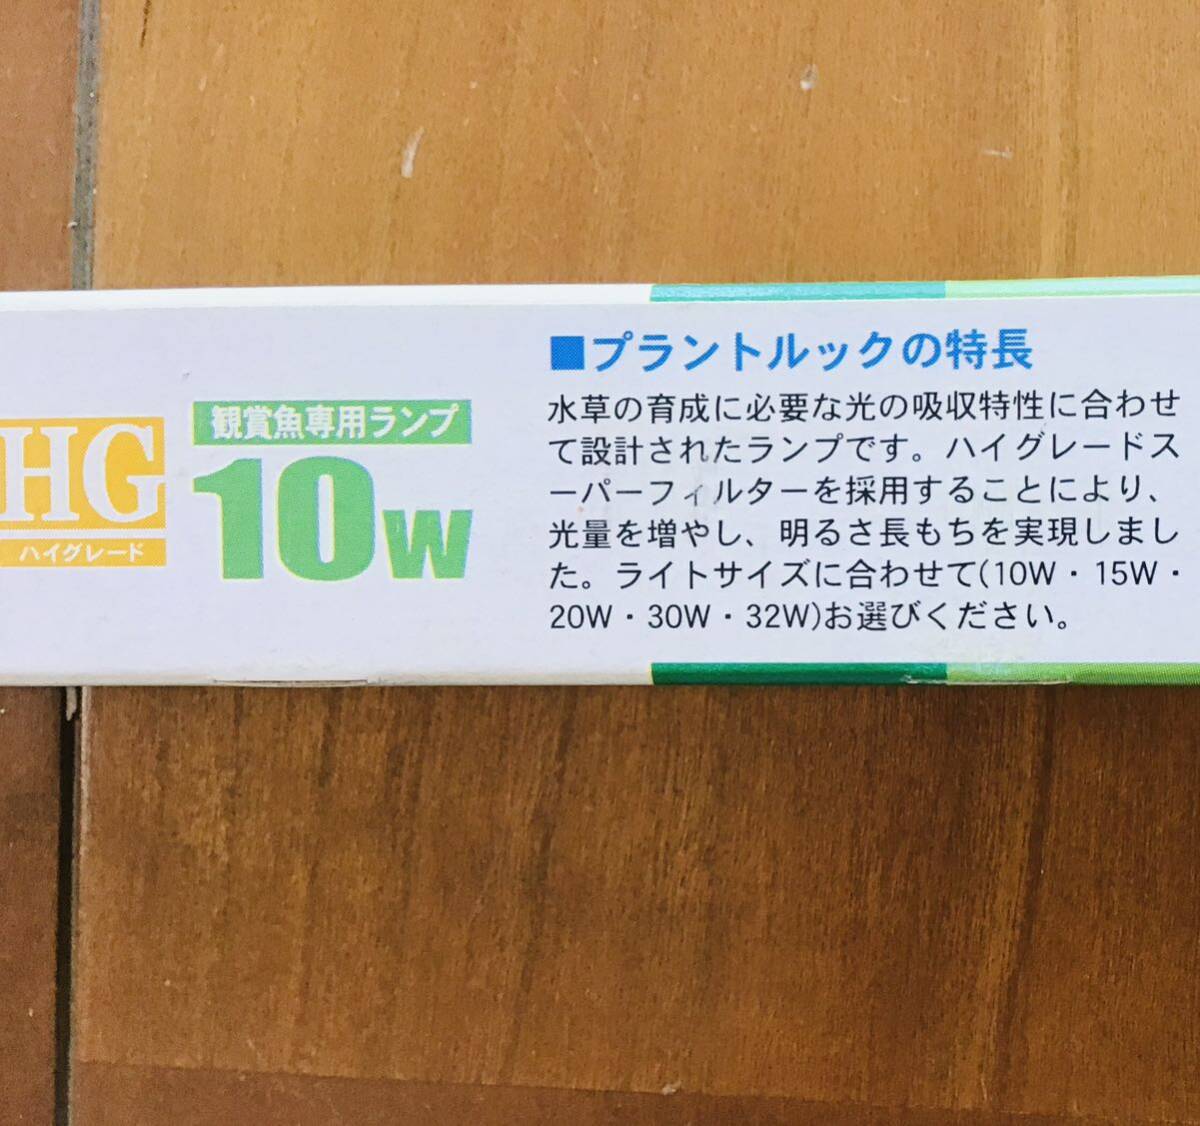 HG
ハイグレード
観賞魚専用ランプ
10W
■プラントルックの特長
水草の育成に必要な光の吸収特性に合わせ
て設計されたランプです。ハイグレードス
ーパーフィルターを採用することにより、
光量を増やし、明るさ長もちを実現しまし
た。ライトサイズに合わせて(10W・15W・
20W・30W・32W)お選びください。